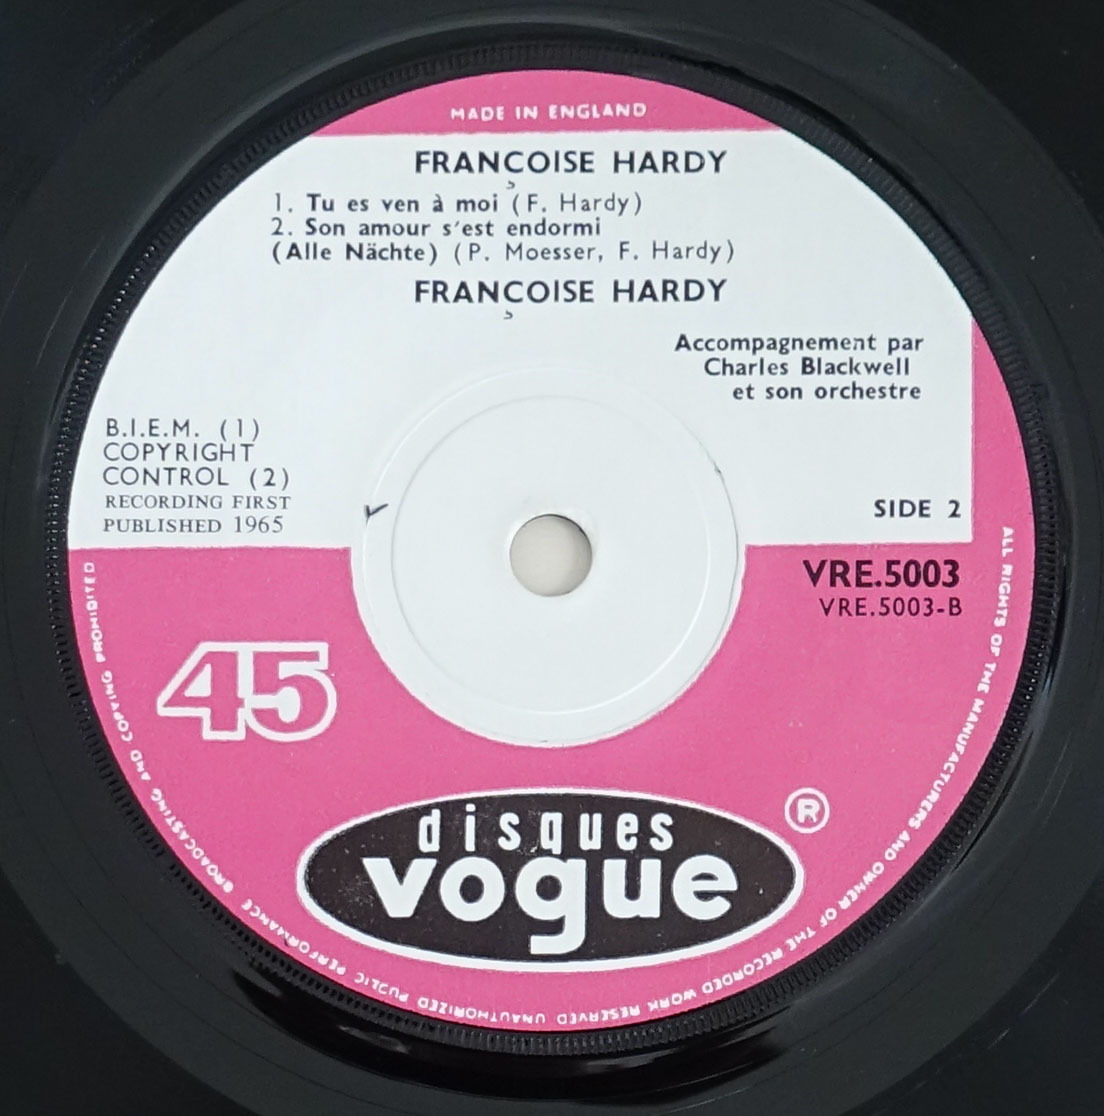 MADE IN ENGLAND
FRANÇOISE HARDY
1. Tu es ven à moi (F. Hardy)
2. Son amour s'est endormi
(Alle Nächte) (P. Moesser, F. Hardy)
FRANÇOISE HARDY
Accompagnement par
Charles Blackwell
et son orchestre
B.I.E.M. (1)
COPYRIGHT
CONTROL (2)
RECORDING FIRST
PUBLISHED 1965
SIDE 2
VRE.5003
VRE.5003-B
45
disques
vogue
®
ALL RIGHTS OF THE MANUFACTURERS AND OWNER OF THE RECORDED WORK RESERVED UNAUTHORIZED PUBLIC PERFORMANCE BROADCASTING AND COPYING PROHIBITED